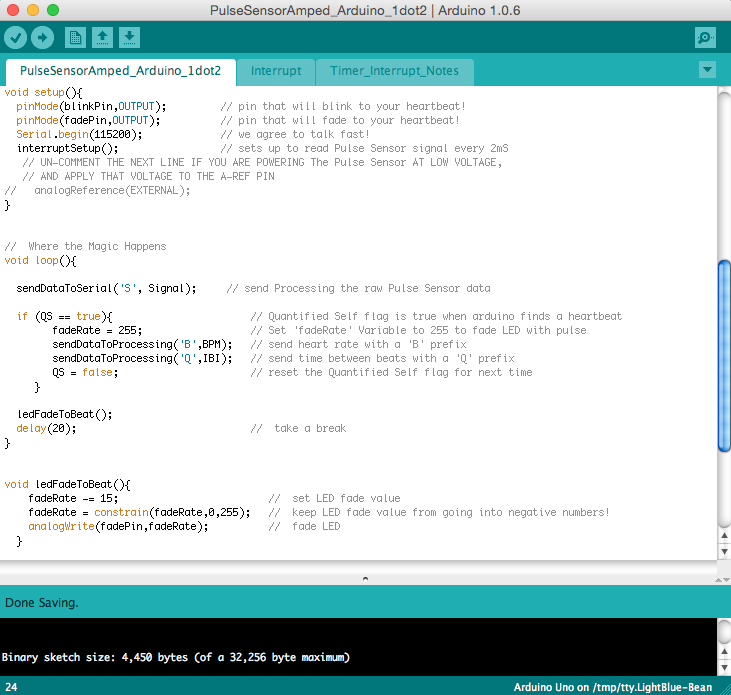 PulseSensorAmped_Arduino_1dot2 | Arduino 1.0.6
PulseSensorAmped_Arduino_1dot2 Interrupt Timer_Interrupt_Notes
void setup(){
  pinMode(blinkPin,OUTPUT);         // pin that will blink to your heartbeat!
  pinMode(fadePin,OUTPUT);          // pin that will fade to your heartbeat!
  Serial.begin(115200);             // we agree to talk fast!
  interruptSetup();                 // sets up to read Pulse Sensor signal every 2mS
   // UN-COMMENT THE NEXT LINE IF YOU ARE POWERING The Pulse Sensor AT LOW VOLTAGE,
   // AND APPLY THAT VOLTAGE TO THE A-REF PIN
//   analogReference(EXTERNAL);
}
//  Where the Magic Happens
void loop(){
  sendDataToSerial('S', Signal);     // send Processing the raw Pulse Sensor data
  if (QS == true){                       // Quantified Self flag is true when arduino finds a heartbeat
        fadeRate = 255;                  // Set 'fadeRate' Variable to 255 to fade LED with pulse
        sendDataToProcessing('B',BPM);   // send heart rate with a 'B' prefix
        sendDataToProcessing('Q',IBI);   // send time between beats with a 'Q' prefix
        QS = false;                      // reset the Quantified Self flag for next time
     }
  ledFadeToBeat();
  delay(20);                             //  take a break
}
void ledFadeToBeat(){
    fadeRate -= 15;                         //  set LED fade value
    fadeRate = constrain(fadeRate,0,255);   //  keep LED fade value from going into negative numbers!
    analogWrite(fadePin,fadeRate);          //  fade LED
  }
Done Saving.
Binary sketch size: 4,450 bytes (of a 32,256 byte maximum)
24 Arduino Uno on /tmp/tty.LightBlue-Bean